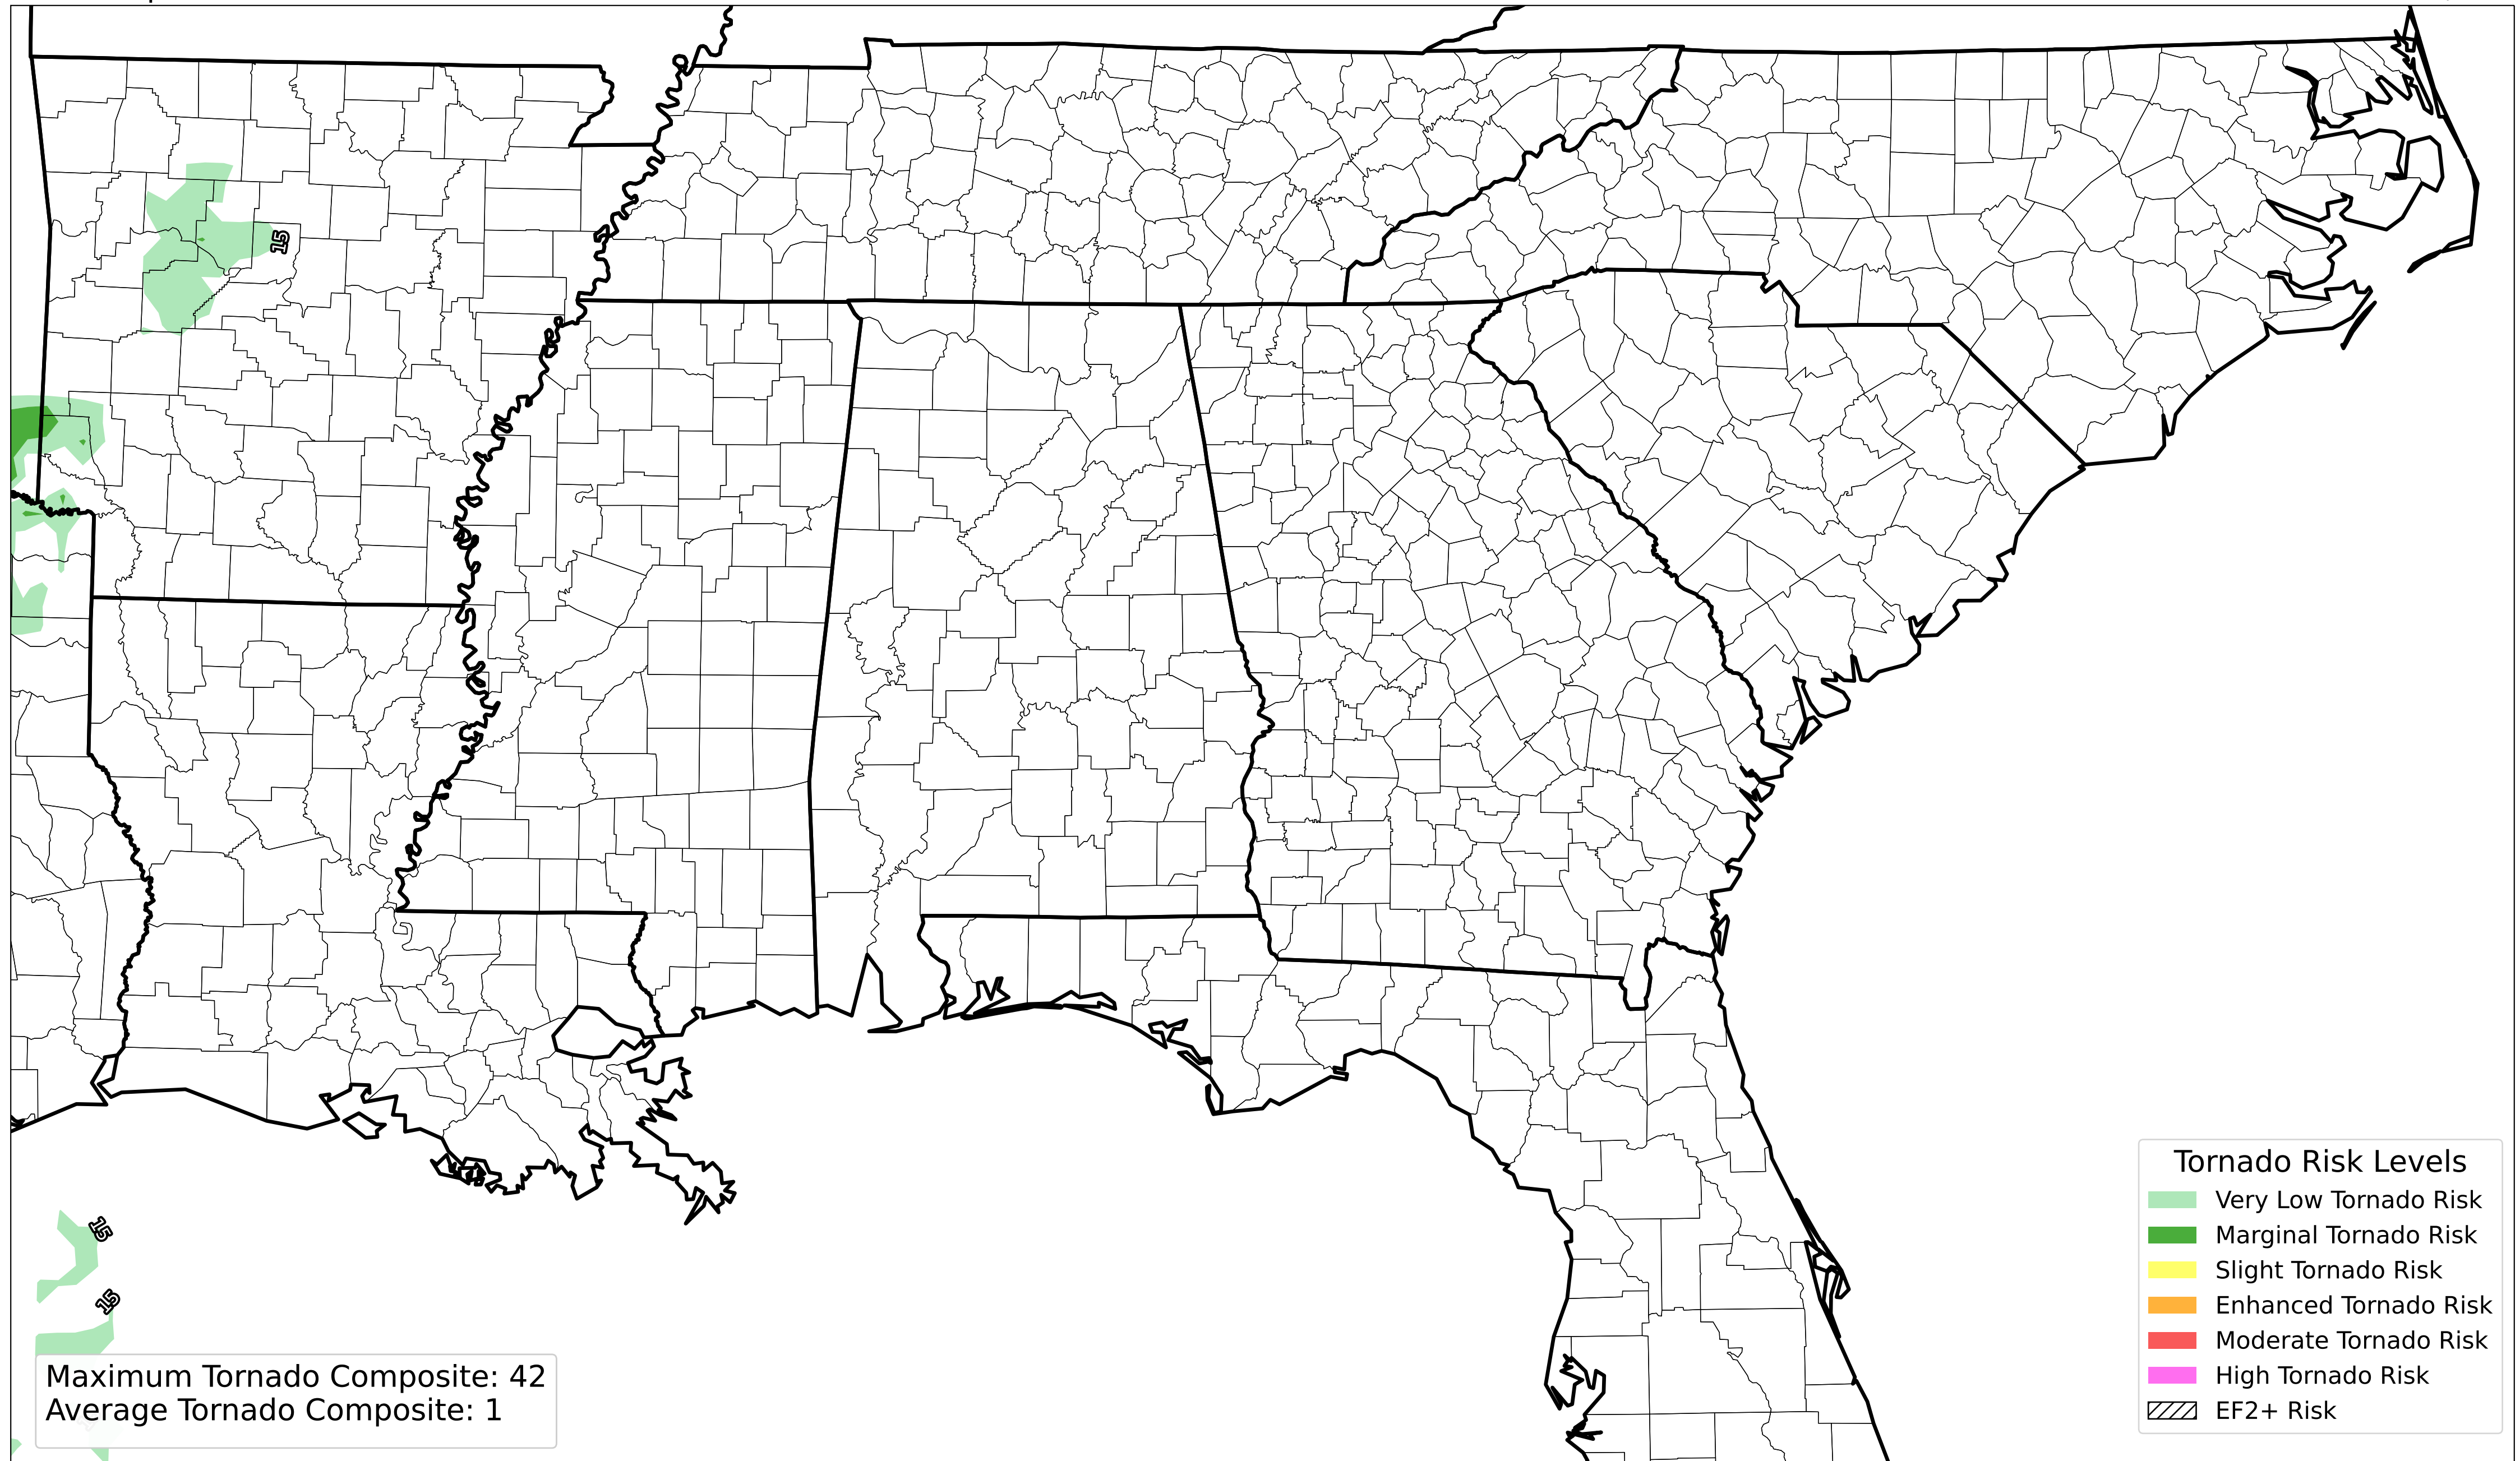 15
15
15
Tornado Risk Levels
Very Low Tornado Risk
Marginal Tornado Risk
Slight Tornado Risk
Enhanced Tornado Risk
Moderate Tornado Risk
High Tornado Risk
EF2+ Risk
Maximum Tornado Composite: 42
Average Tornado Composite: 1